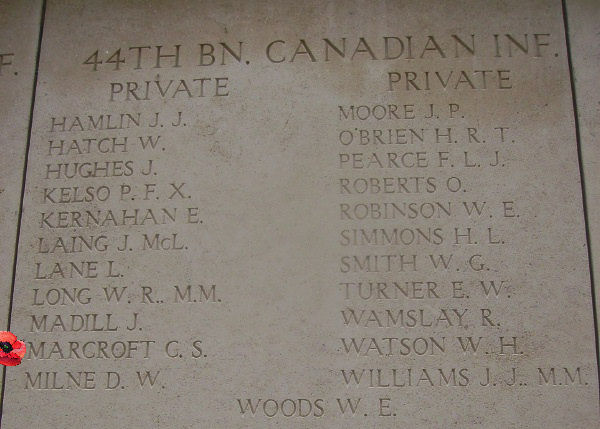 F.
44TH BN. CANADIAN INF.
PRIVATE
HAMLIN J. J.
HATCH W.
HUGHES J.
KELSO P. F. X.
KERNAHAN E.
LAING J. McL.
LANE L.
LONG W. R., M.M.
MADILL J.
MARCROFT C. S.
MILNE D. W.
PRIVATE
MOORE J. P.
O'BRIEN H. R. T.
PEARCE F. L. J.
ROBERTS O.
ROBINSON W. E.
SIMMONS H. L.
SMITH W. G.
TURNER E. W.
WAMSLAY R.
WATSON W. H.
WILLIAMS J. J., M.M.
WOODS W. E.